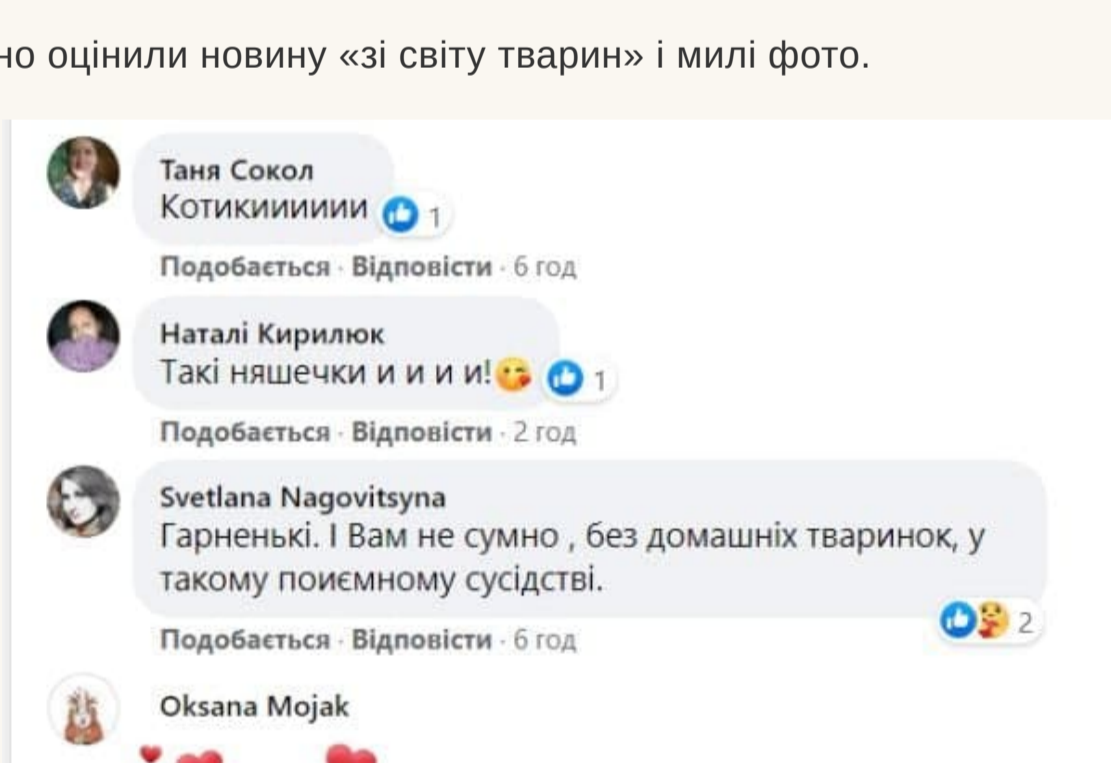 но оцінили новину «зі світу тварин» і милі фото.
Таня Сокол
Котикииииии 1
Подобається · Відповісти · 6 год
Наталі Кирилюк
Такі няшечки и и и и!😘 1
Подобається · Відповісти · 2 год
Svetlana Nagovitsyna
Гарненькі. І Вам не сумно , без домашніх тваринок, у
такому поиємному сусідстві.
2
Подобається · Відповісти · 6 год
Oksana Mojak